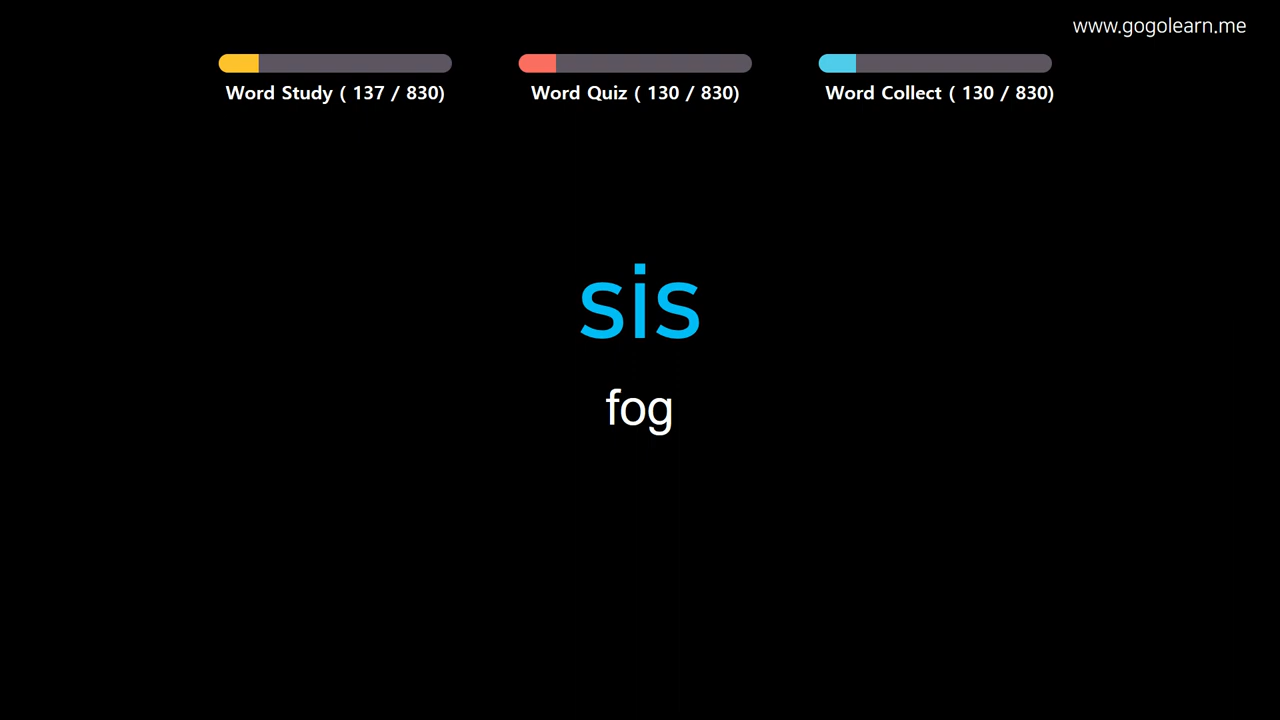 www.gogolearn.me
Word Study ( 137 / 830)
Word Quiz ( 130 / 830)
Word Collect ( 130 / 830)
sis
fog